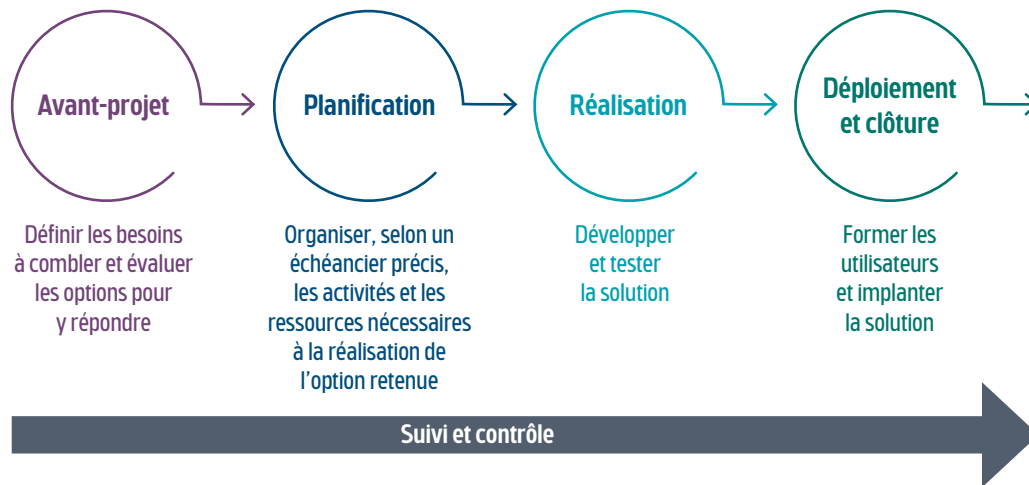 Avant-projet
Définir les besoins
à combler et évaluer
les options pour
y répondre
Planification
Organiser, selon un
échéancier précis,
les activités et les
ressources nécessaires
à la réalisation de
l’option retenue
Réalisation
Développer
et tester
la solution
Déploiement
et clôture
Former les
utilisateurs
et implanter
la solution
Suivi et contrôle